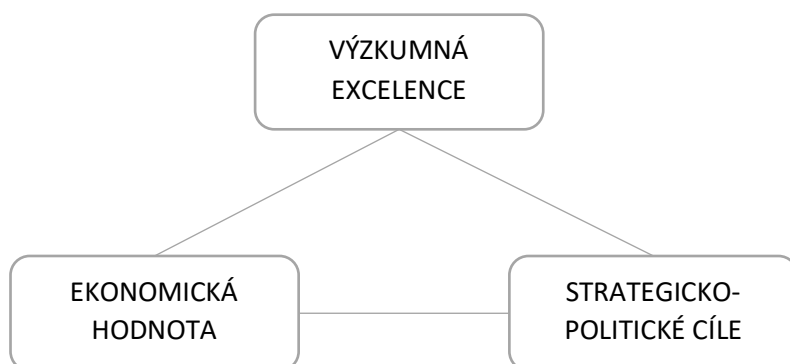 VÝZKUMNÁ
EXCELENCE
EKONOMICKÁ
HODNOTA
STRATEGICKO-
POLITICKÉ CÍLE